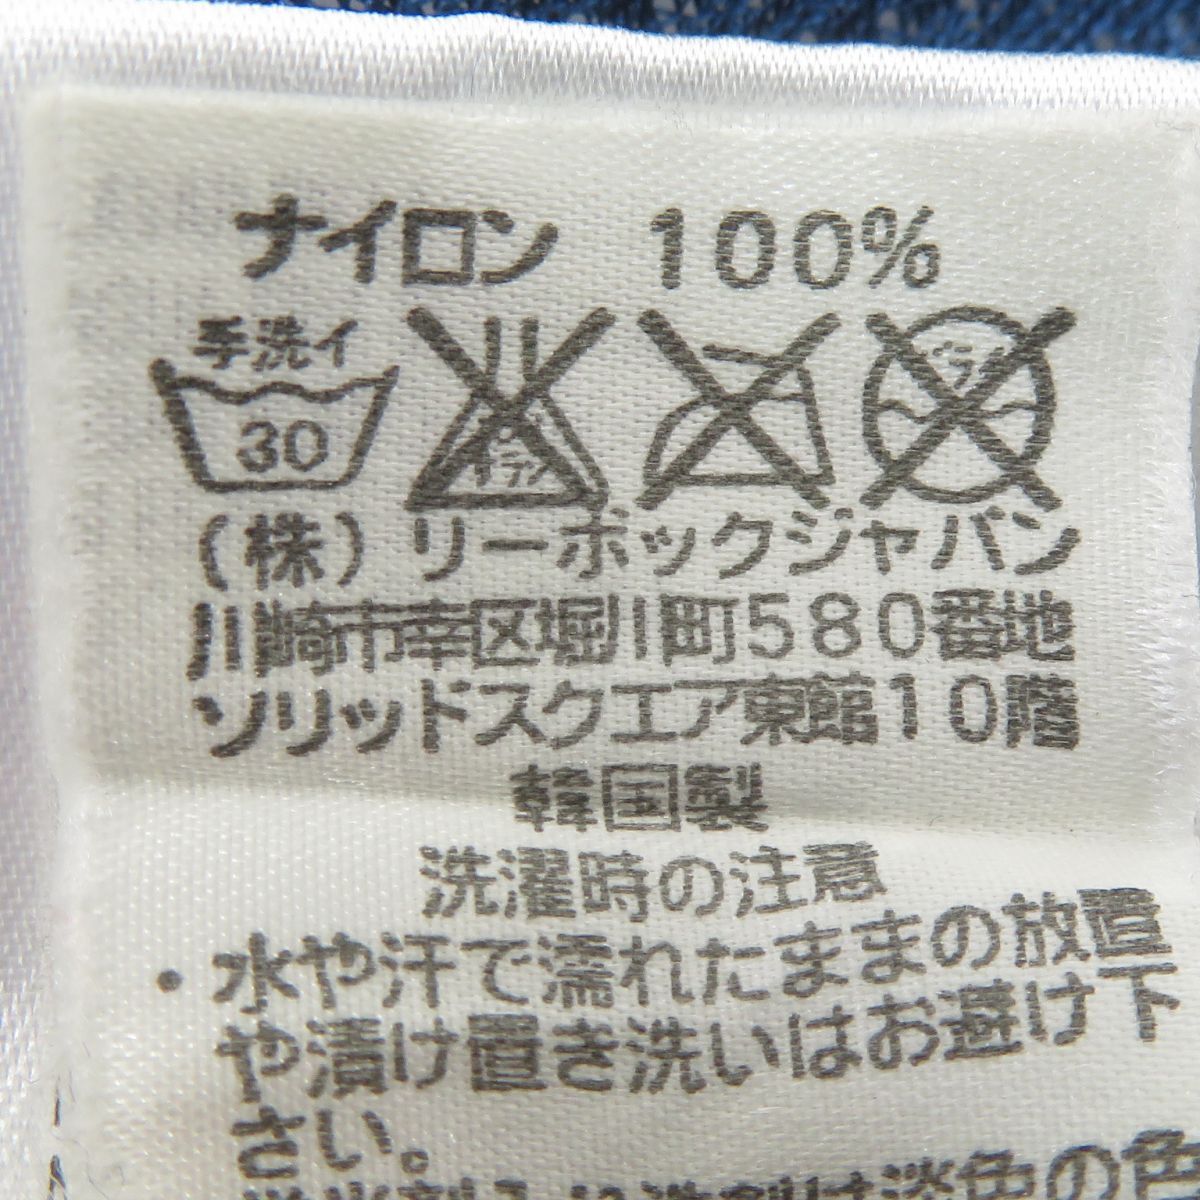 ナイロン 100%
手洗イ
30
(株)リーボックジャパン
川崎市幸区堀川町580番地
ソリッドスクエア東館10階
韓国製
洗濯時の注意
・水や汗で濡れたままの放置
や漬け置き洗いはお避け下
さい。